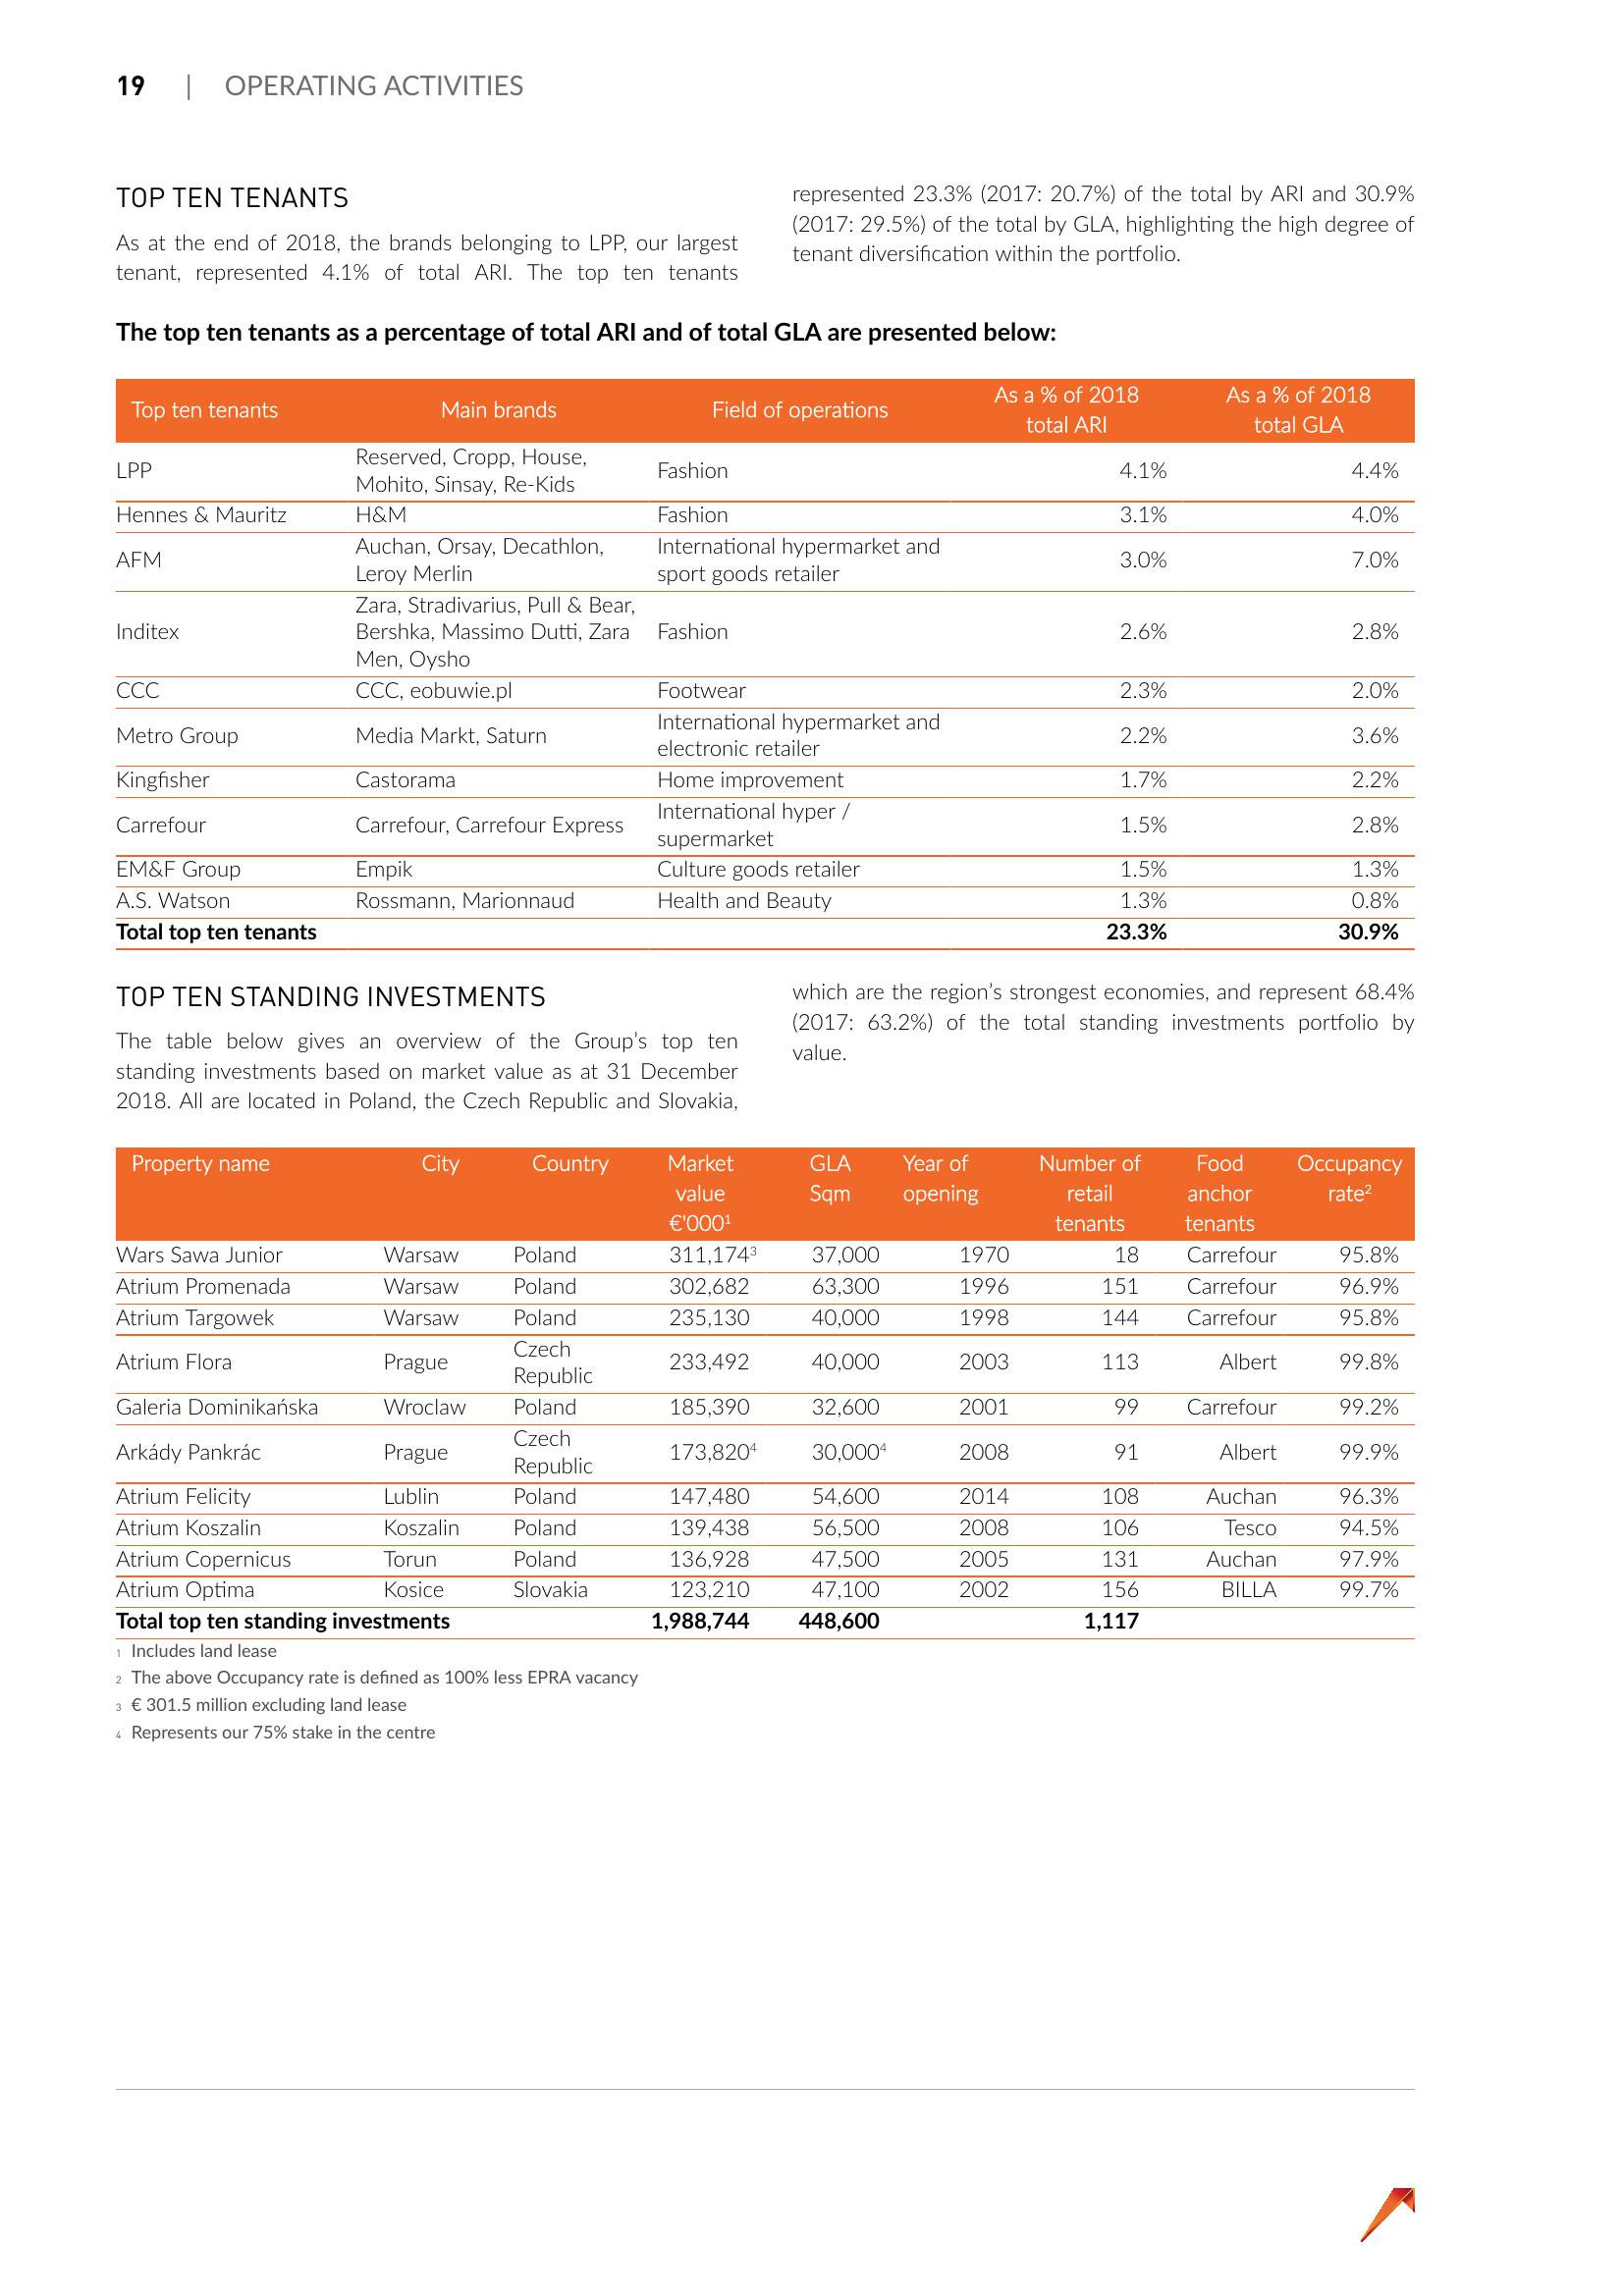 19 | OPERATING ACTIVITIES
TOP TEN TENANTS
As at the end of 2018, the brands belonging to LPP, our largest
tenant, represented 4.1% of total ARI. The top ten tenants
represented 23.3% (2017: 20.7%) of the total by ARI and 30.9%
(2017: 29.5%) of the total by GLA, highlighting the high degree of
tenant diversification within the portfolio.
The top ten tenants as a percentage of total ARI and of total GLA are presented below:
Top ten tenants Main brands Field of operations As a % of 2018 total ARI As a % of 2018 total GLA
LPP Reserved, Cropp, House, Mohito, Sinsay, Re-Kids Fashion 4.1% 4.4%
Hennes & Mauritz H&M Fashion 3.1% 4.0%
AFM Auchan, Orsay, Decathlon, Leroy Merlin International hypermarket and sport goods retailer 3.0% 7.0%
Inditex Zara, Stradivarius, Pull & Bear, Bershka, Massimo Dutti, Zara Men, Oysho Fashion 2.6% 2.8%
CCC CCC, eobuwie.pl Footwear 2.3% 2.0%
Metro Group Media Markt, Saturn International hypermarket and electronic retailer 2.2% 3.6%
Kingfisher Castorama Home improvement 1.7% 2.2%
Carrefour Carrefour, Carrefour Express International hyper / supermarket 1.5% 2.8%
EM&F Group Empik Culture goods retailer 1.5% 1.3%
A.S. Watson Rossmann, Marionnaud Health and Beauty 1.3% 0.8%
Total top ten tenants 23.3% 30.9%
TOP TEN STANDING INVESTMENTS
The table below gives an overview of the Group's top ten
standing investments based on market value as at 31 December
2018. All are located in Poland, the Czech Republic and Slovakia,
which are the region's strongest economies, and represent 68.4%
(2017: 63.2%) of the total standing investments portfolio by
value.
Property name City Country Market value €'000¹ GLA Sqm Year of opening Number of retail tenants Food anchor tenants Occupancy rate²
Wars Sawa Junior Warsaw Poland 311,174³ 37,000 1970 18 Carrefour 95.8%
Atrium Promenada Warsaw Poland 302,682 63,300 1996 151 Carrefour 96.9%
Atrium Targowek Warsaw Poland 235,130 40,000 1998 144 Carrefour 95.8%
Atrium Flora Prague Czech Republic 233,492 40,000 2003 113 Albert 99.8%
Galeria Dominikańska Wroclaw Poland 185,390 32,600 2001 99 Carrefour 99.2%
Arkády Pankrác Prague Czech Republic 173,820⁴ 30,000⁴ 2008 91 Albert 99.9%
Atrium Felicity Lublin Poland 147,480 54,600 2014 108 Auchan 96.3%
Atrium Koszalin Koszalin Poland 139,438 56,500 2008 106 Tesco 94.5%
Atrium Copernicus Torun Poland 136,928 47,500 2005 131 Auchan 97.9%
Atrium Optima Kosice Slovakia 123,210 47,100 2002 156 BILLA 99.7%
Total top ten standing investments 1,988,744 448,600 1,117
1 Includes land lease
2 The above Occupancy rate is defined as 100% less EPRA vacancy
3 € 301.5 million excluding land lease
4 Represents our 75% stake in the centre